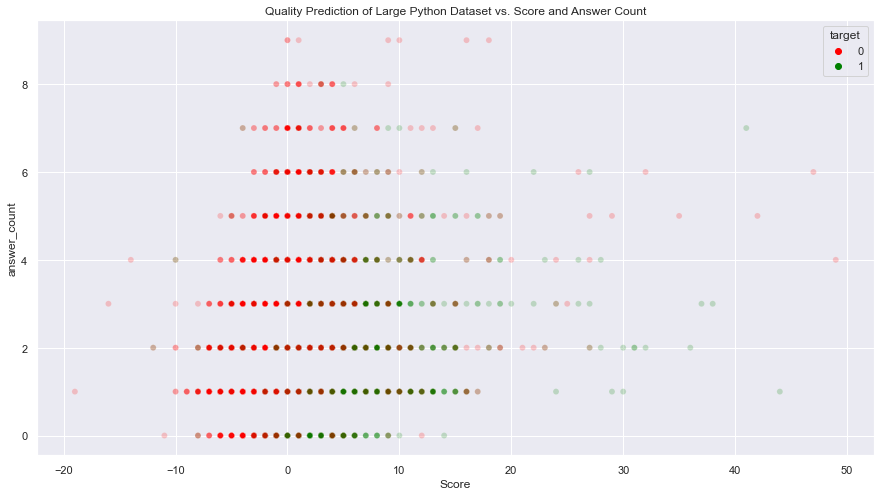 Quality Prediction of Large Python Dataset vs. Score and Answer Count
target
0
1
8
6
4
2
0
answer_count
−20 −10 0 10 20 30 40 50
Score